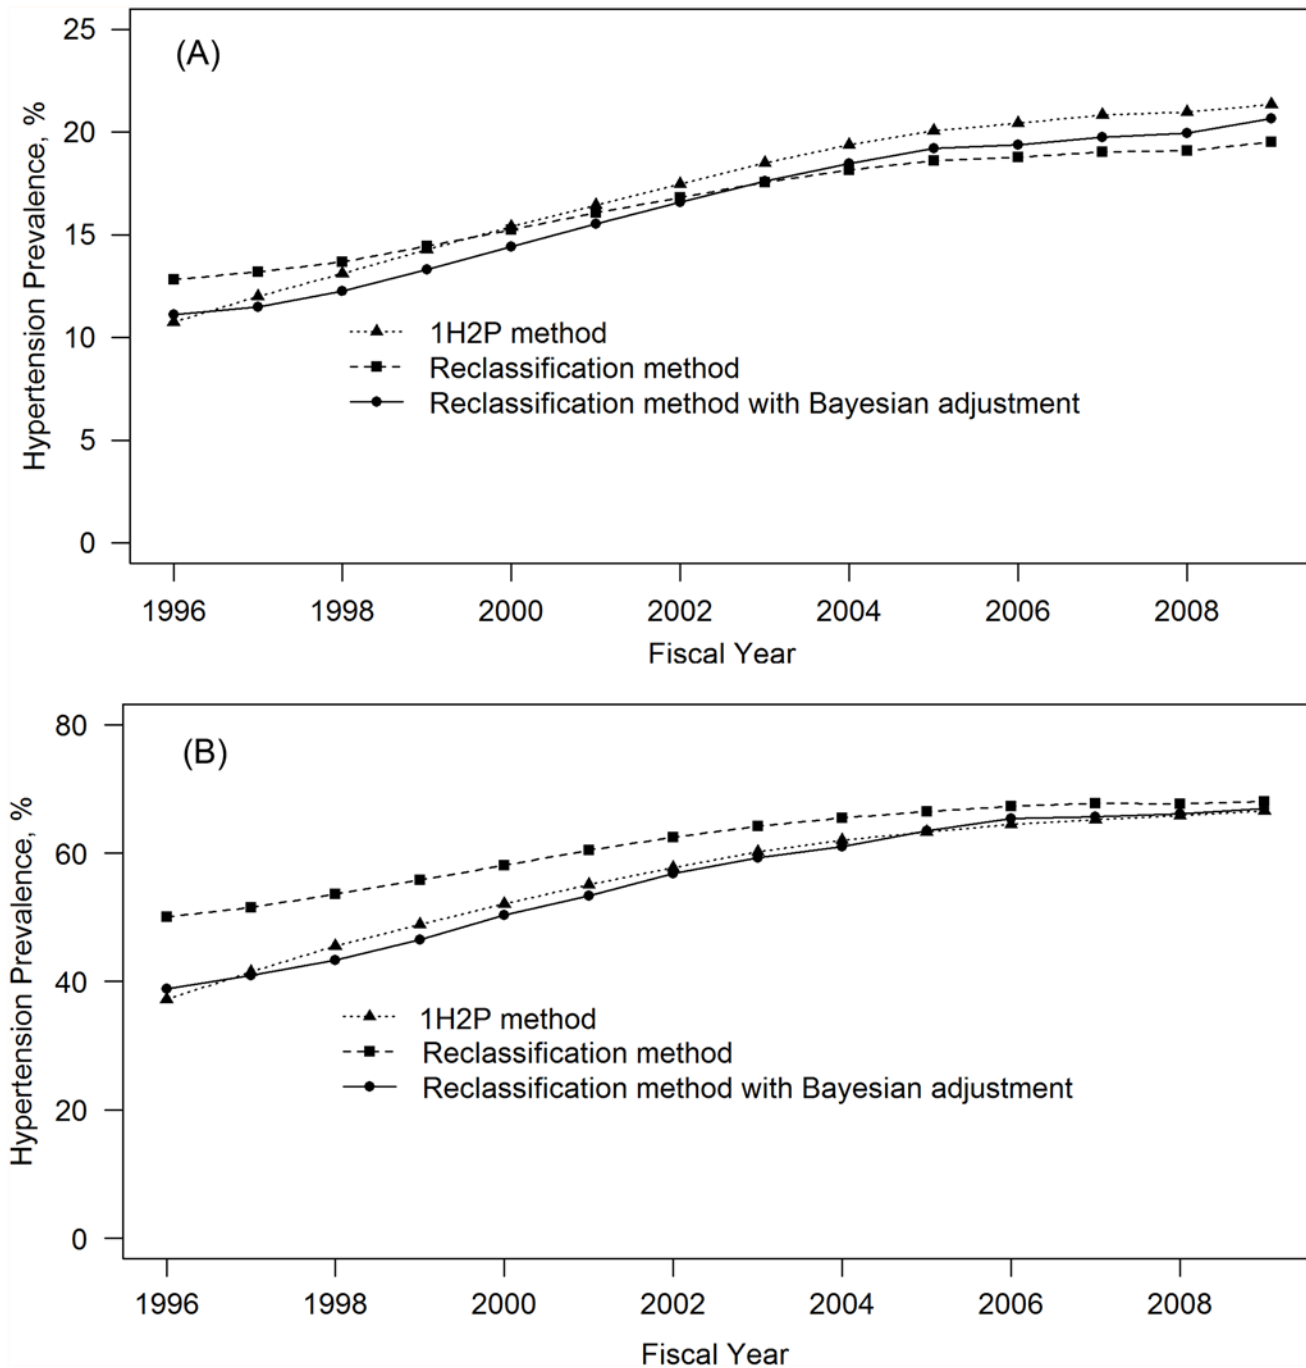 (A)
Hypertension Prevalence, %
25
20
15
10
5
0
1H2P method
Reclassification method
Reclassification method with Bayesian adjustment
1996 1998 2000 2002 2004 2006 2008
Fiscal Year
(B)
Hypertension Prevalence, %
80
60
40
20
0
1H2P method
Reclassification method
Reclassification method with Bayesian adjustment
1996 1998 2000 2002 2004 2006 2008
Fiscal Year